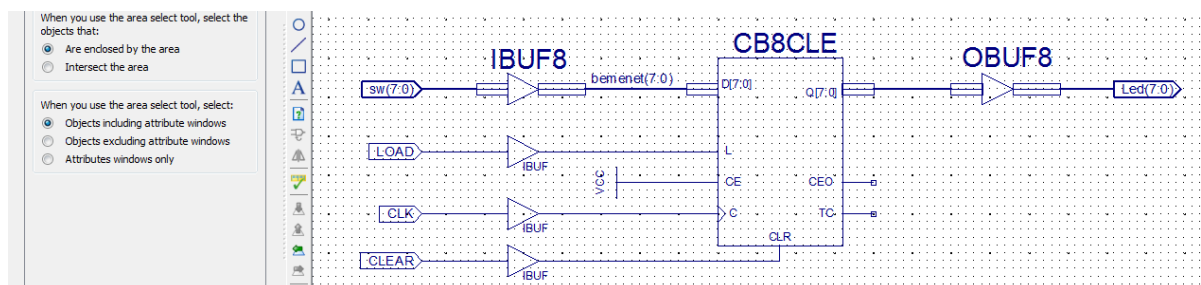 When you use the area select tool, select the
objects that:
Are enclosed by the area
Intersect the area
When you use the area select tool, select:
Objects including attribute windows
Objects excluding attribute windows
Attributes windows only
A
?
IBUF8
CB8CLE
OBUF8
sw(7:0)
bemenet(7:0)
D[7:0]
Q[7:0]
Led(7:0)
LOAD
IBUF
L
VCC
CE
CEO
CLK
IBUF
C
TC
CLR
CLEAR
IBUF